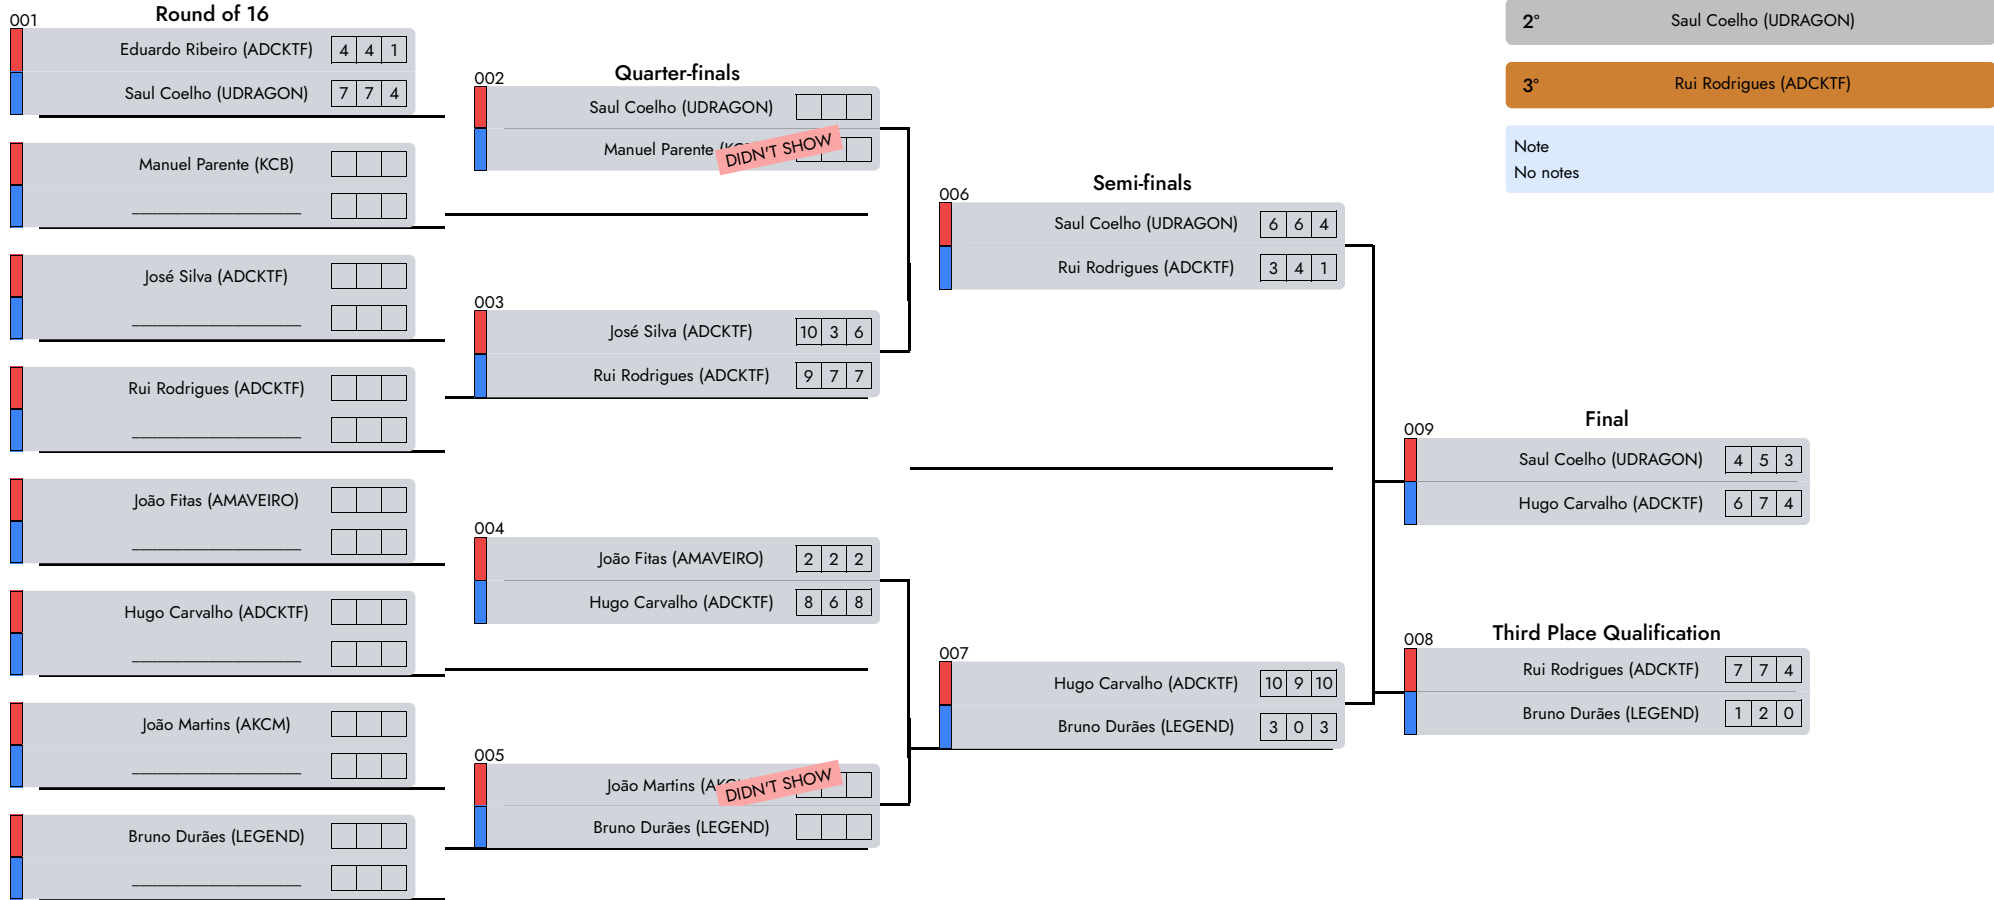 Round of 16
001
Eduardo Ribeiro (ADCKTF) 4 4 1
Saul Coelho (UDRAGON) 7 7 4
Manuel Parente (KCB)
José Silva (ADCKTF)
Rui Rodrigues (ADCKTF)
João Fitas (AMAVEIRO)
Hugo Carvalho (ADCKTF)
João Martins (AKCM)
Bruno Durães (LEGEND)
Quarter-finals
002
Saul Coelho (UDRAGON)
Manuel Parente
DIDN'T SHOW
003
José Silva (ADCKTF) 10 3 6
Rui Rodrigues (ADCKTF) 9 7 7
004
João Fitas (AMAVEIRO) 2 2 2
Hugo Carvalho (ADCKTF) 8 6 8
005
João Martins
DIDN'T SHOW
Bruno Durães (LEGEND)
Semi-finals
006
Saul Coelho (UDRAGON) 6 6 4
Rui Rodrigues (ADCKTF) 3 4 1
007
Hugo Carvalho (ADCKTF) 10 9 10
Bruno Durães (LEGEND) 3 0 3
Final
009
Saul Coelho (UDRAGON) 4 5 3
Hugo Carvalho (ADCKTF) 6 7 4
Third Place Qualification
008
Rui Rodrigues (ADCKTF) 7 7 4
Bruno Durães (LEGEND) 1 2 0
2° Saul Coelho (UDRAGON)
3° Rui Rodrigues (ADCKTF)
Note
No notes